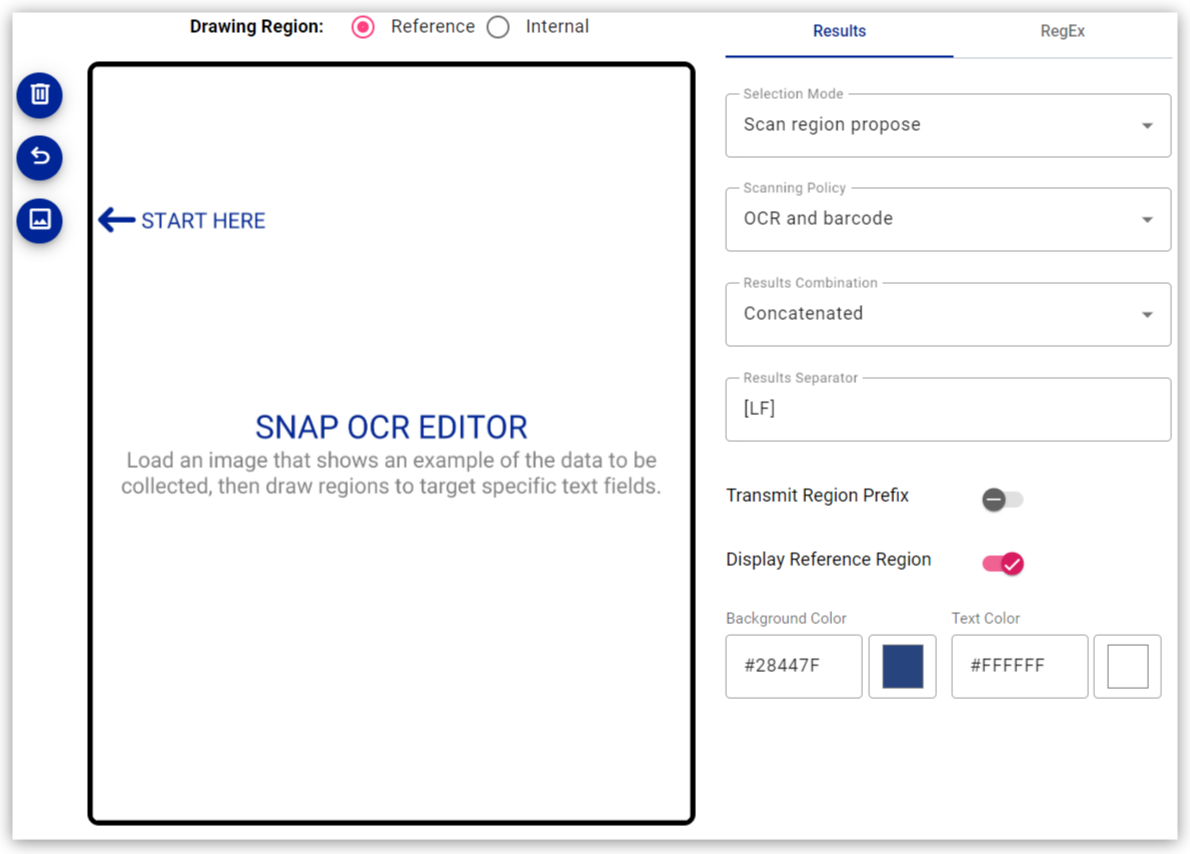 Drawing Region: Reference Internal
START HERE
SNAP OCR EDITOR
Load an image that shows an example of the data to be
collected, then draw regions to target specific text fields.
Results RegEx
Selection Mode
Scan region propose
Scanning Policy
OCR and barcode
Results Combination
Concatenated
Results Separator
[LF]
Transmit Region Prefix
Display Reference Region
Background Color Text Color
#28447F #FFFFFF